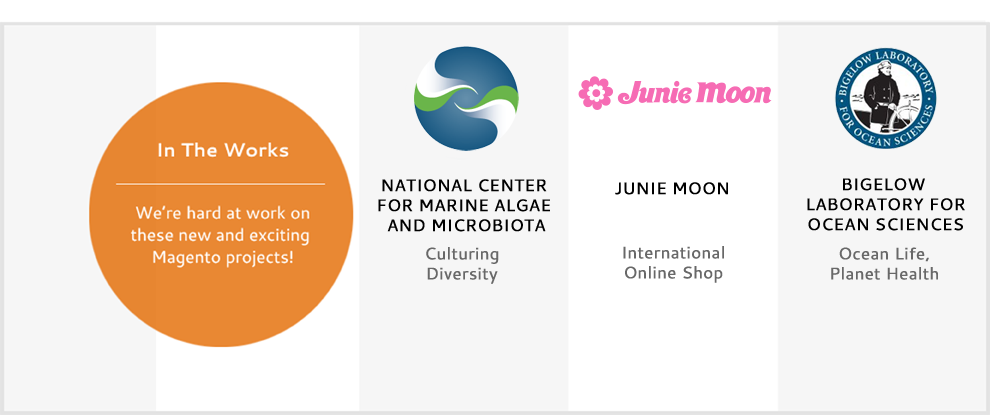 In The Works
We're hard at work on
these new and exciting
Magento projects!
NATIONAL CENTER
FOR MARINE ALGAE
AND MICROBIOTA
Culturing
Diversity
Junie Moon
JUNIE MOON
International
Online Shop
BIGELOW LABORATORY
FOR OCEAN SCIENCES
BIGELOW
LABORATORY FOR
OCEAN SCIENCES
Ocean Life,
Planet Health